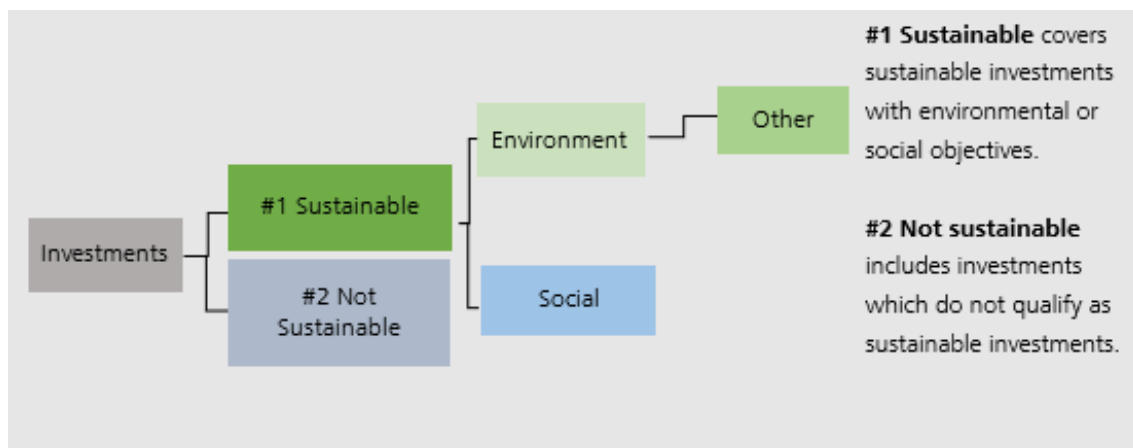 Investments
#1 Sustainable
#2 Not
Sustainable
Environment
Social
Other
#1 Sustainable covers
sustainable investments
with environmental or
social objectives.
#2 Not sustainable
includes investments
which do not qualify as
sustainable investments.